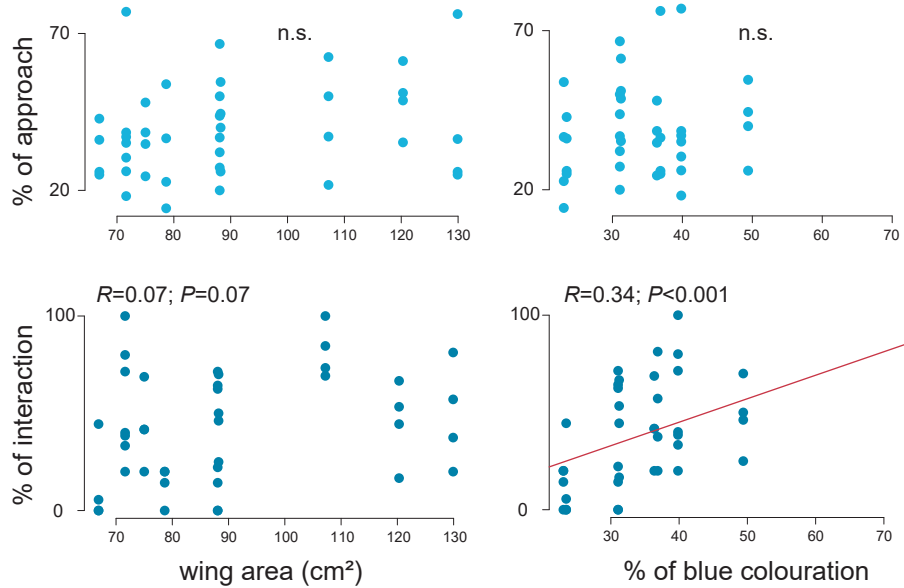 % of approach
70
20
n.s.
70 80 90 100 110 120 130
70
20
n.s.
30 40 50 60 70
% of interaction
R=0.07; P=0.07
100
0
70 80 90 100 110 120 130
wing area (cm²)
R=0.34; P<0.001
100
0
30 40 50 60 70
% of blue colouration